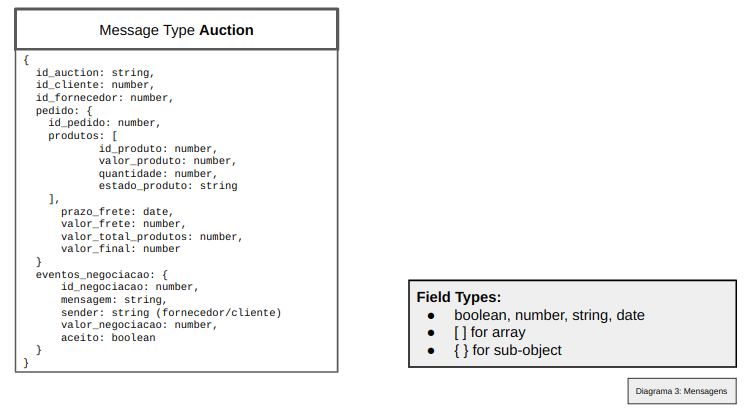 Message Type Auction
{
id_auction: string,
id_cliente: number,
id_fornecedor: number,
pedido: {
id_pedido: number,
produtos: [
id_produto: number,
valor_produto: number,
quantidade: number,
estado_produto: string
],
prazo_frete: date,
valor_frete: number,
valor_total_produtos: number,
valor_final: number
}
eventos_negociacao: {
id_negociacao: number,
mensagem: string,
sender: string (fornecedor/cliente)
valor_negociacao: number,
aceito: boolean
}
}
Field Types:
● boolean, number, string, date
● [ ] for array
● { } for sub-object
Diagrama 3: Mensagens